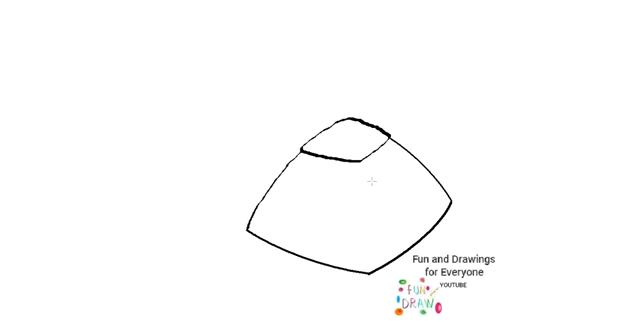 Fun and Drawings
for Everyone
YOUTUBE
FUN
DRAW